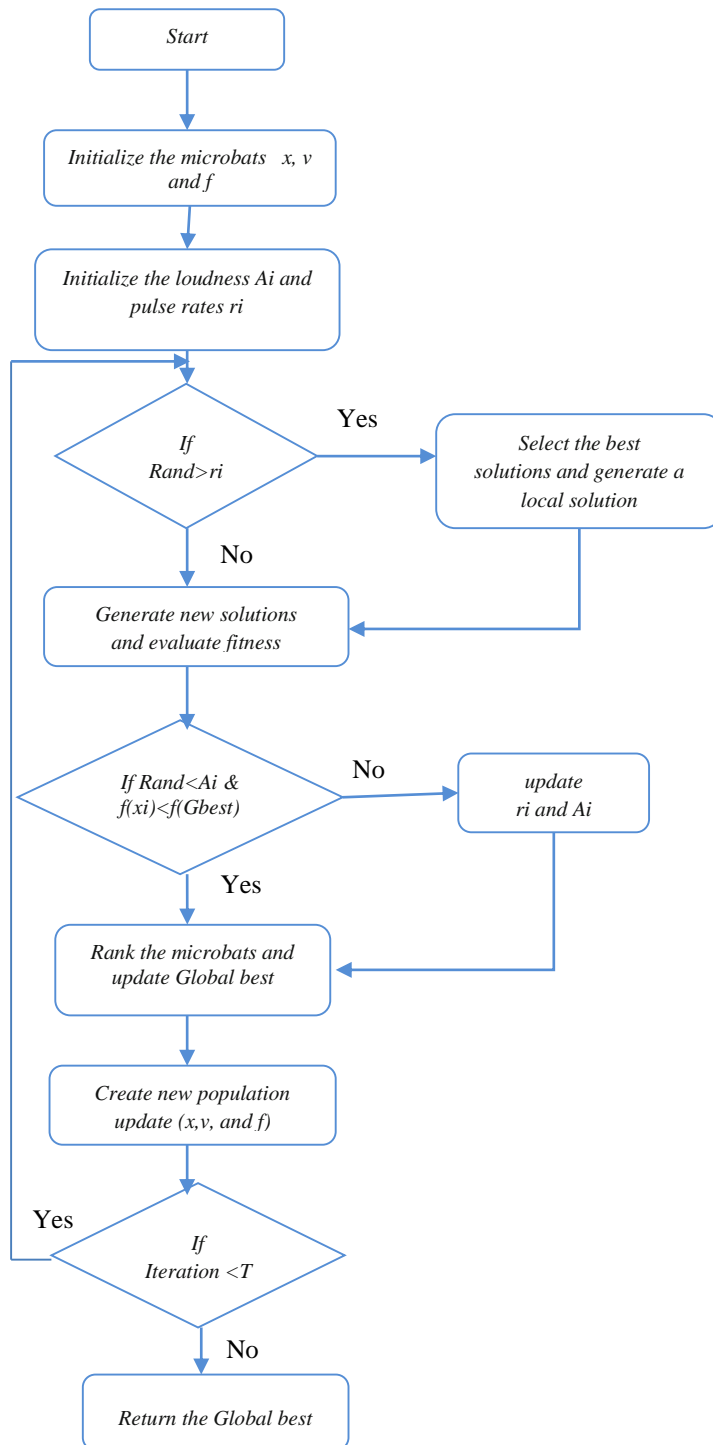 Start
Initialize the microbats x, v
and f
Initialize the loudness Ai and
pulse rates ri
If
Rand>ri
Yes
Select the best
solutions and generate a
local solution
No
Generate new solutions
and evaluate fitness
If Rand<Ai &
f(xi)<f(Gbest)
No
update
ri and Ai
Yes
Rank the microbats and
update Global best
Create new population
update (x,v, and f)
Yes
If
Iteration <T
No
Return the Global best